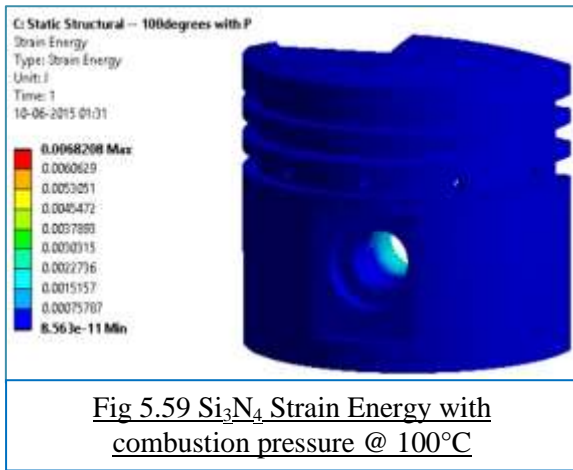 C: Static Structural -- 100degrees with P
Strain Energy
Type: Strain Energy
Unit: J
Time: 1
10-06-2015 01:31
0.0068208 Max
0.0060629
0.0053051
0.0045472
0.0037893
0.0030315
0.0022736
0.0015157
0.00075787
8.563e-11 Min
Fig 5.59 Si₃N₄ Strain Energy with
combustion pressure @ 100°C